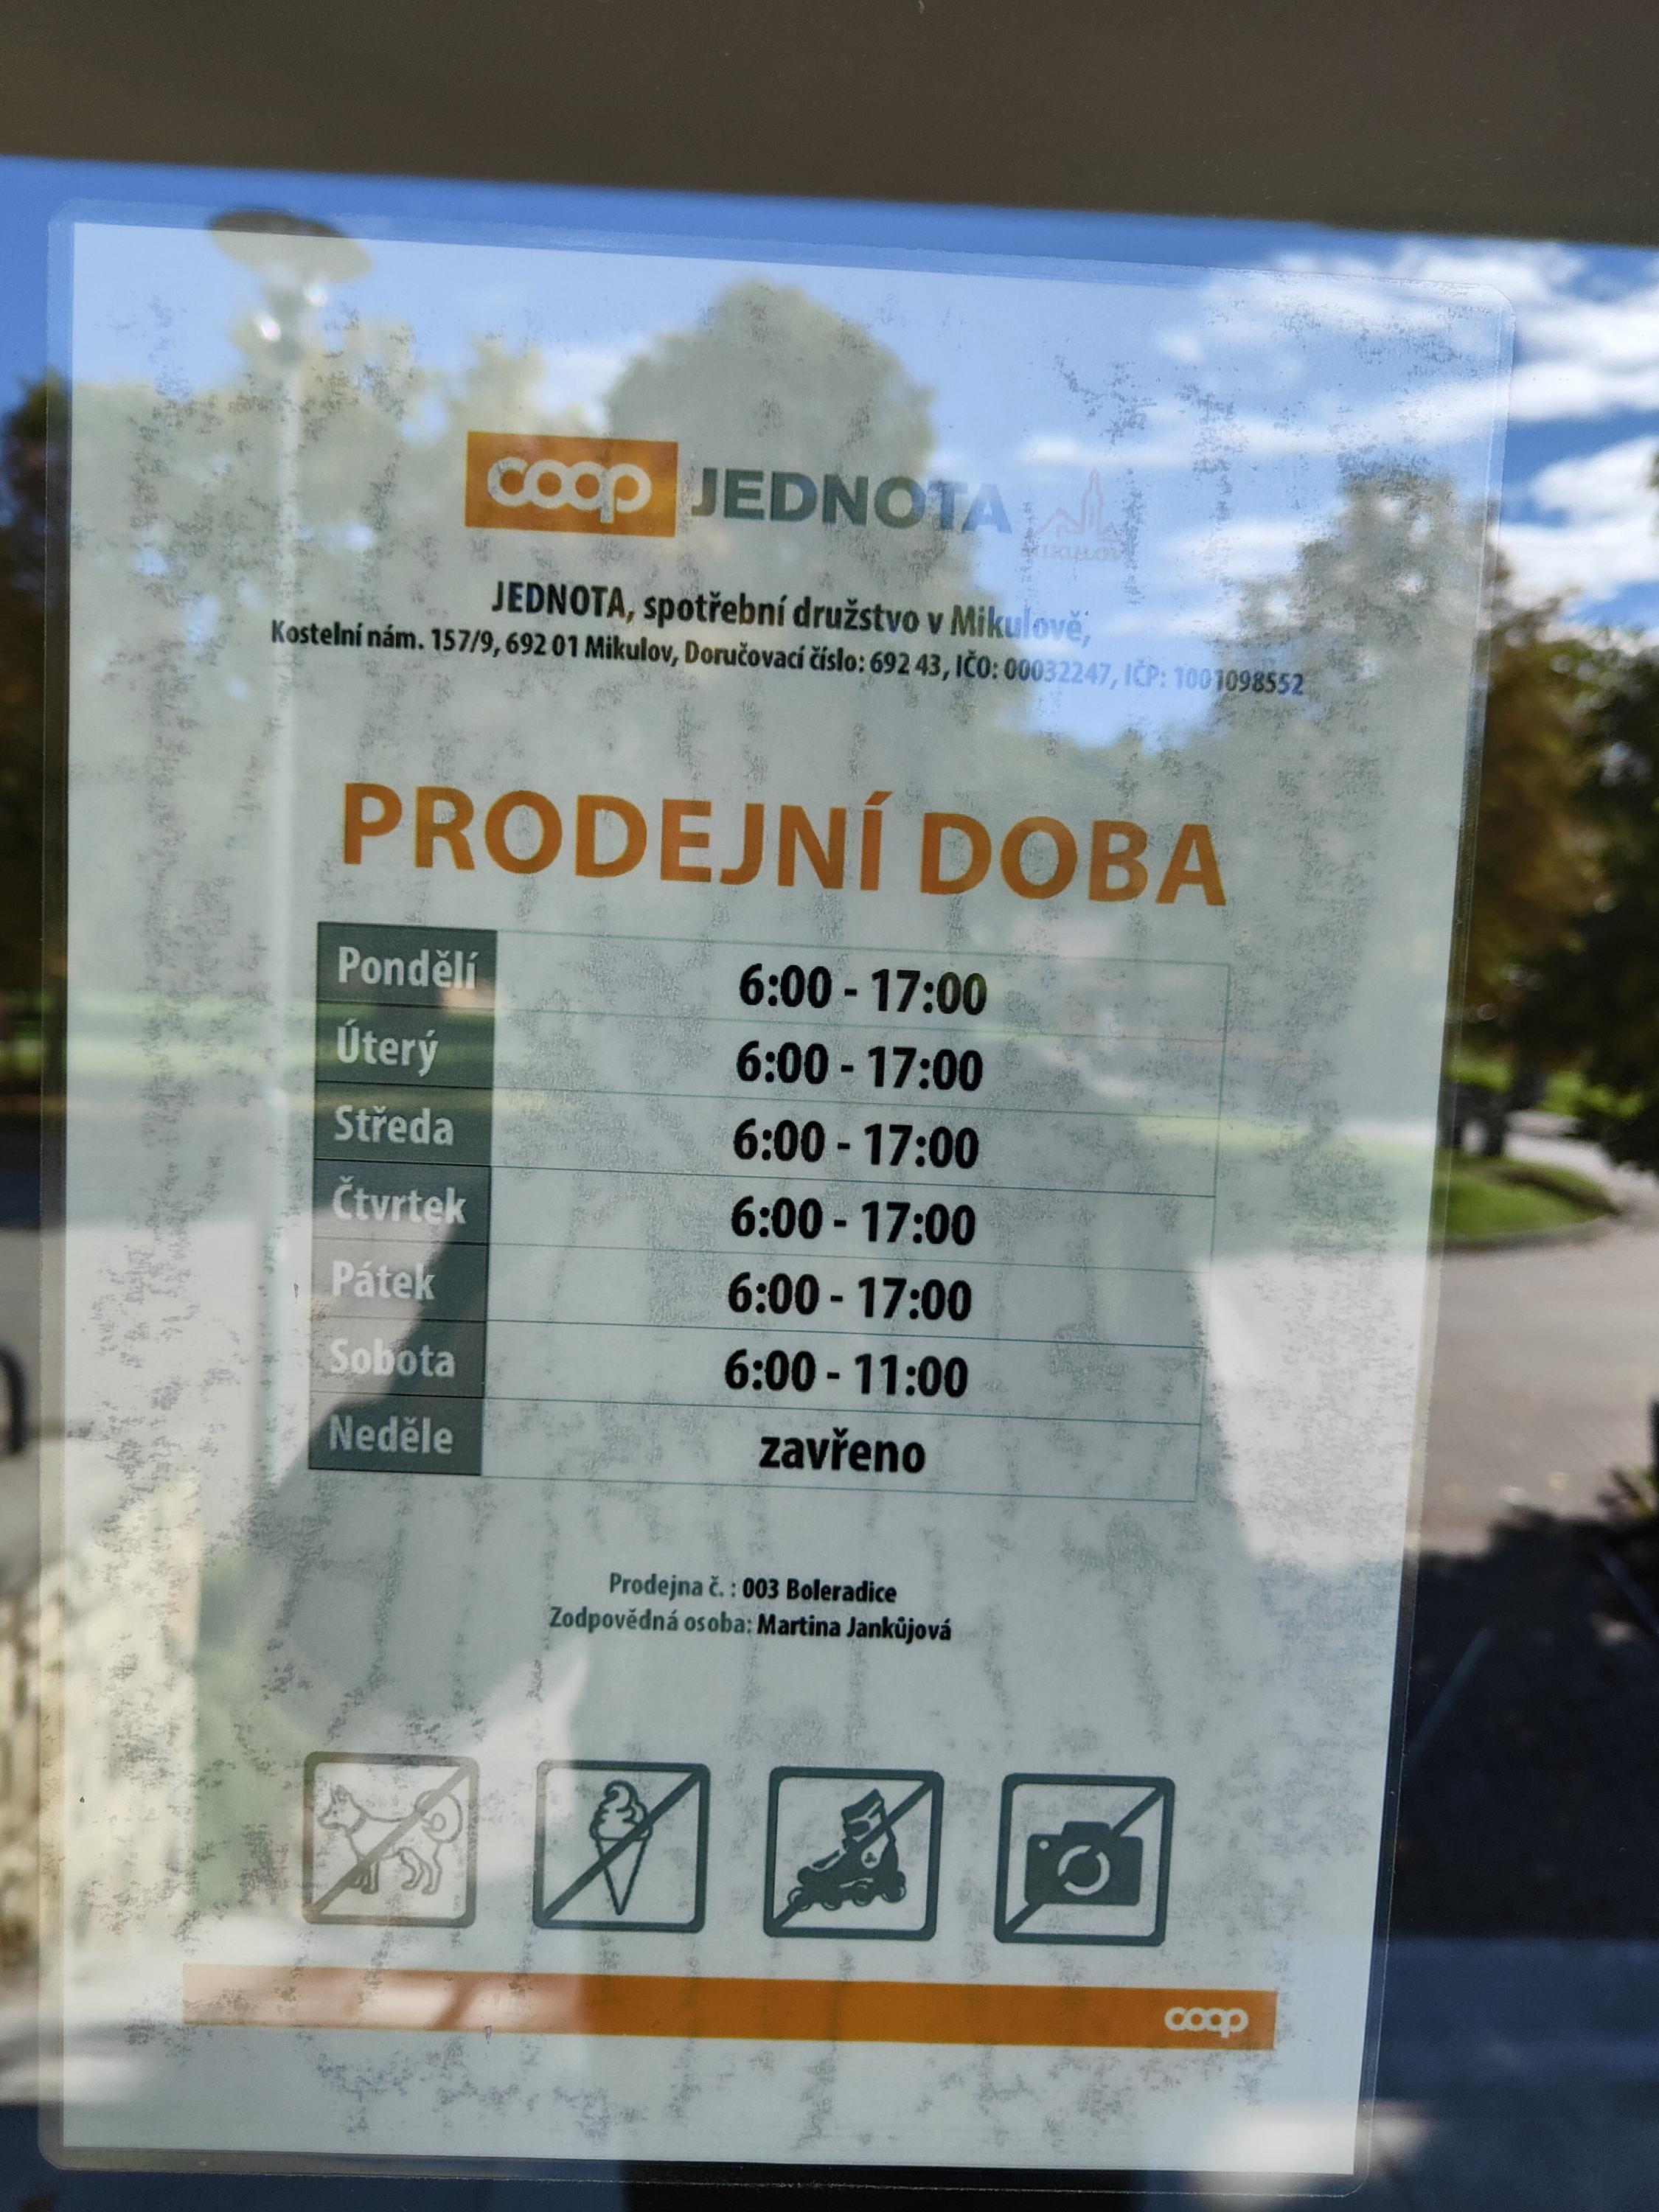 coop JEDNOTA
MIKULOV
JEDNOTA, spotřební družstvo v Mikulově,
Kostelní nám. 157/9, 692 01 Mikulov, Doručovací číslo: 692 43, IČO: 00032247, IČP: 1001098552
PRODEJNÍ DOBA
Pondělí 6:00 - 17:00
Úterý 6:00 - 17:00
Středa 6:00 - 17:00
Čtvrtek 6:00 - 17:00
Pátek 6:00 - 17:00
Sobota 6:00 - 11:00
Neděle zavřeno
Prodejna č. : 003 Boleradice
Zodpovědná osoba: Martina Jankůjová
coop